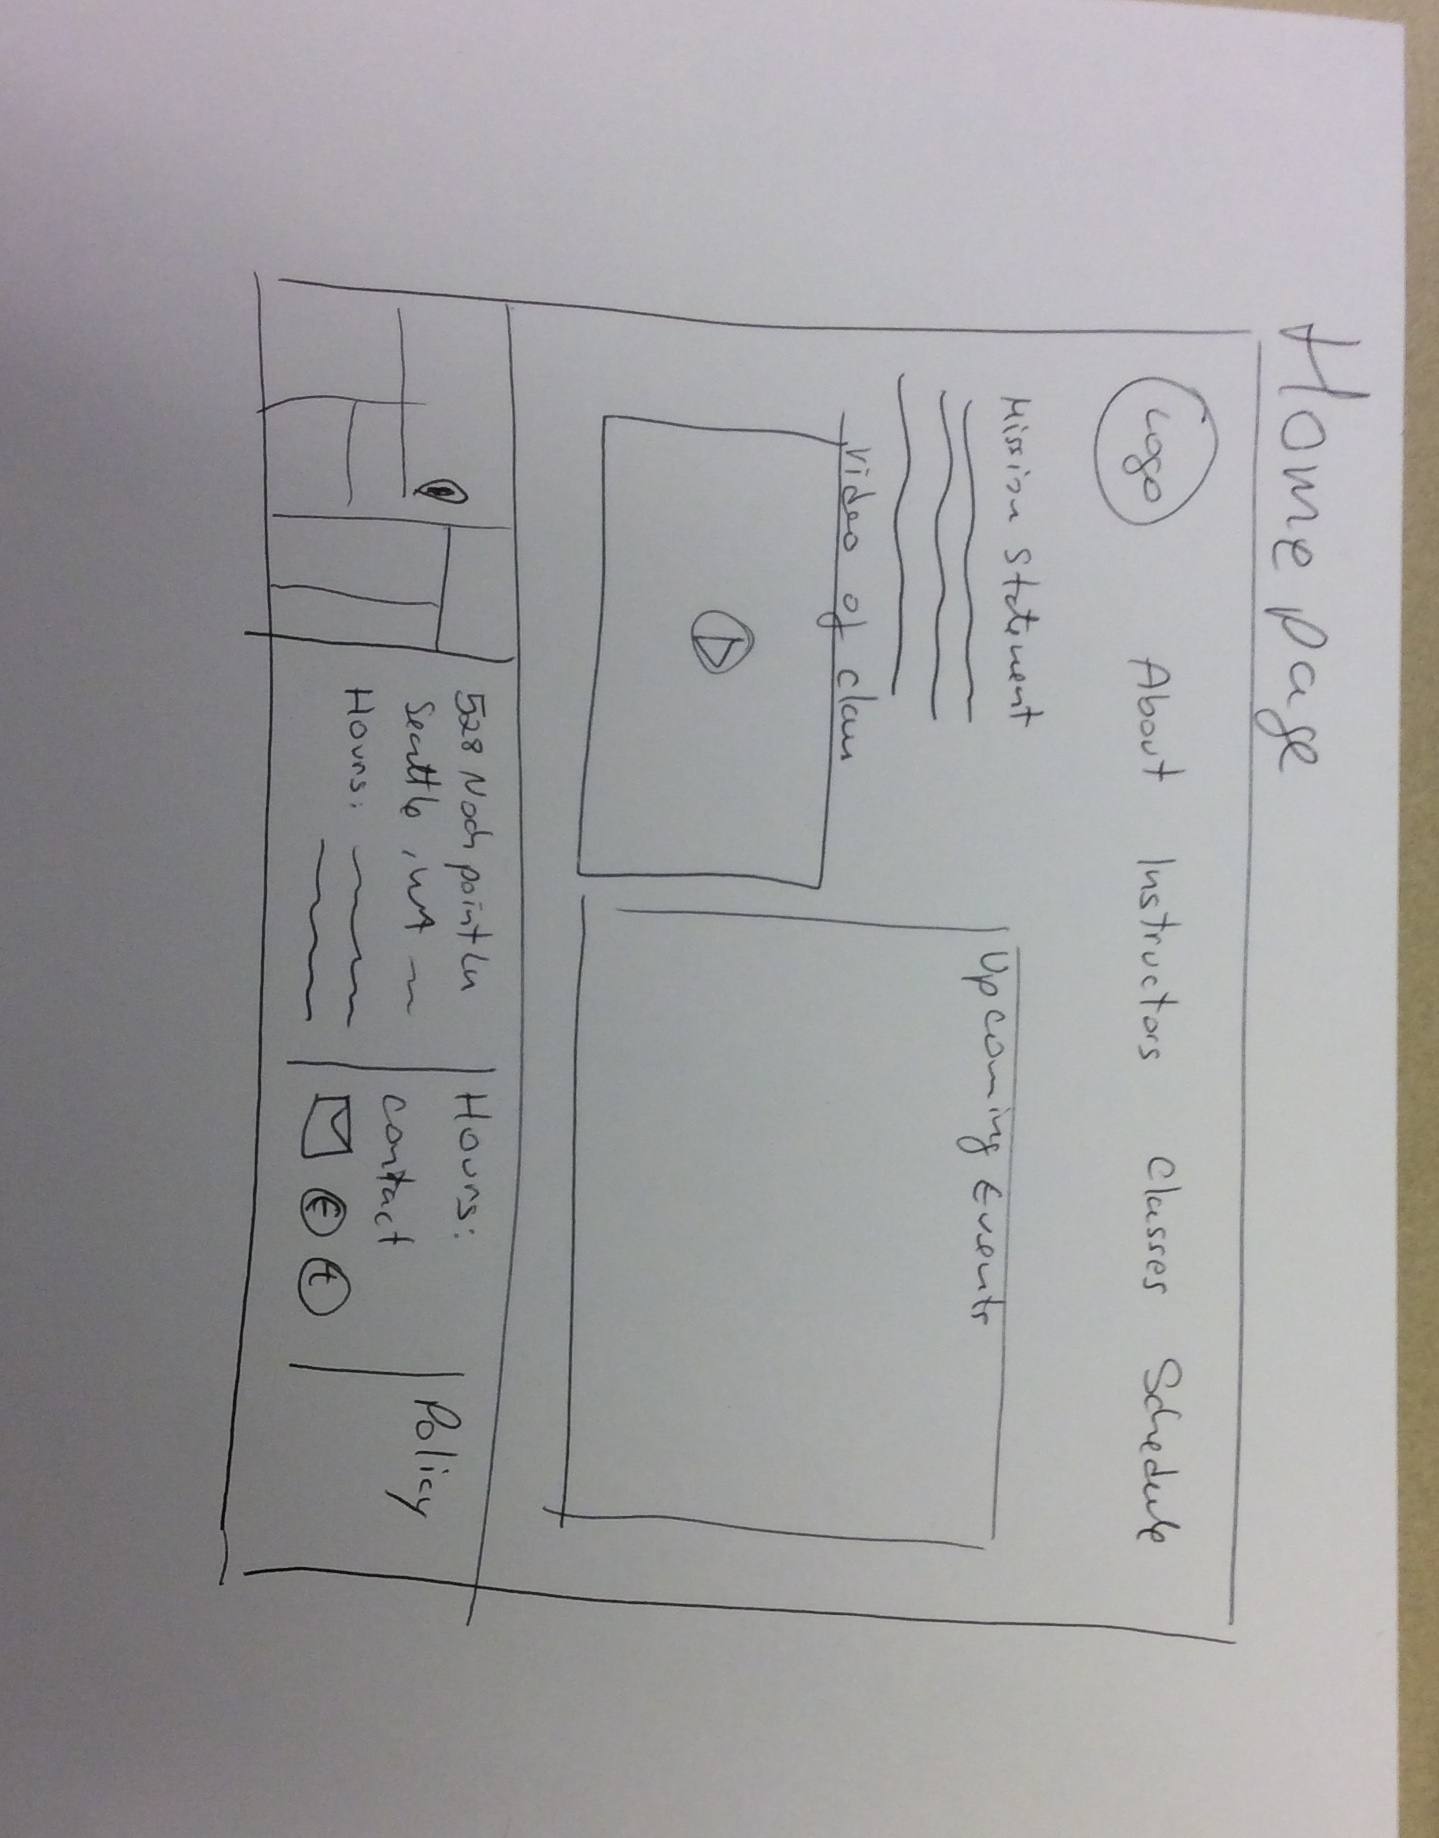 Home page
Logo About Instructors Classes Schedule
Mission Statement
Video of class
Upcoming Events
528 North point Ln
Seattle, WA
Hours:
Hours:
contact
t
Policy